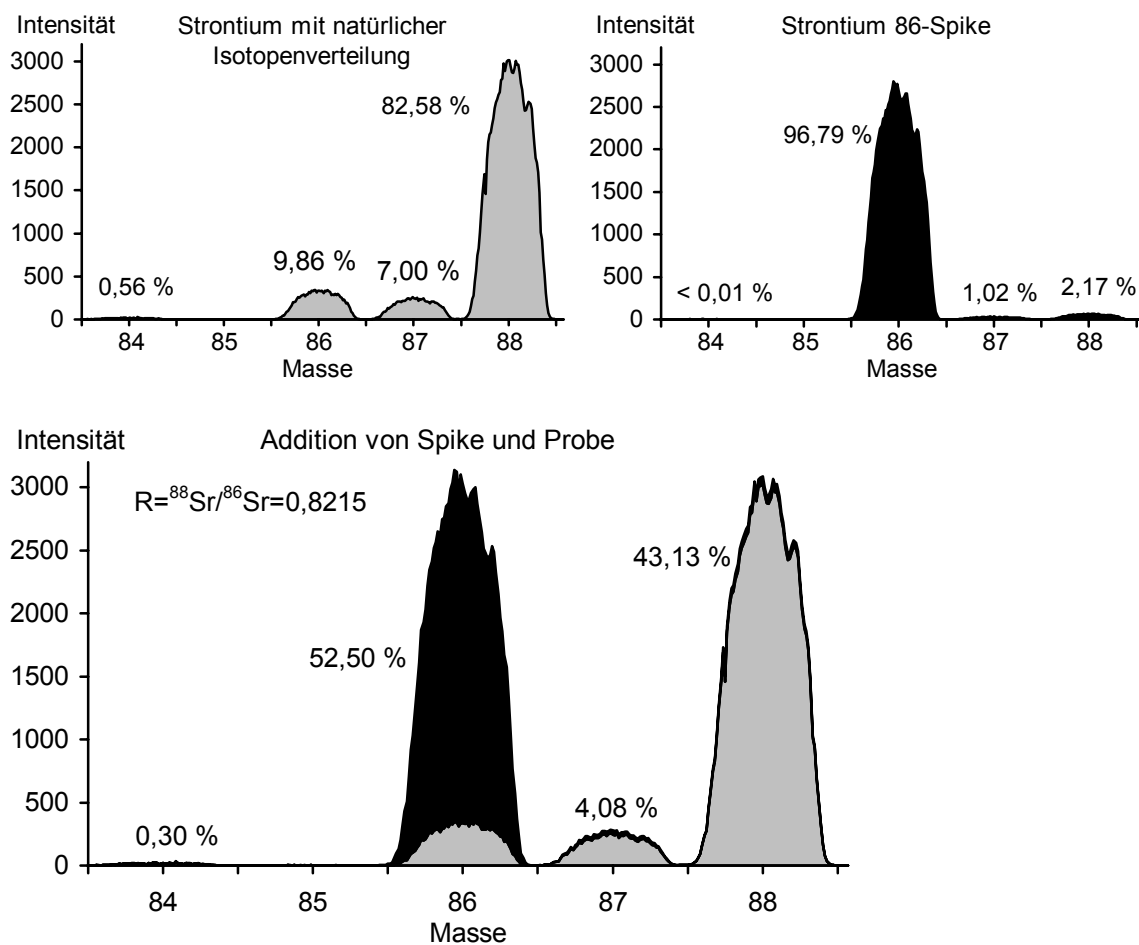 Intensität
Strontium mit natürlicher
Isotopenverteilung
3000
2500
2000
1500
1000
500
0
82,58 %
9,86 %
7,00 %
0,56 %
84 85 86 87 88
Masse
Intensität
Strontium 86-Spike
3000
2500
2000
1500
1000
500
0
96,79 %
< 0,01 %
1,02 %
2,17 %
84 85 86 87 88
Masse
Intensität
Addition von Spike und Probe
3000
2500
2000
1500
1000
500
0
R=⁸⁸Sr/⁸⁶Sr=0,8215
43,13 %
52,50 %
4,08 %
0,30 %
84 85 86 87 88
Masse